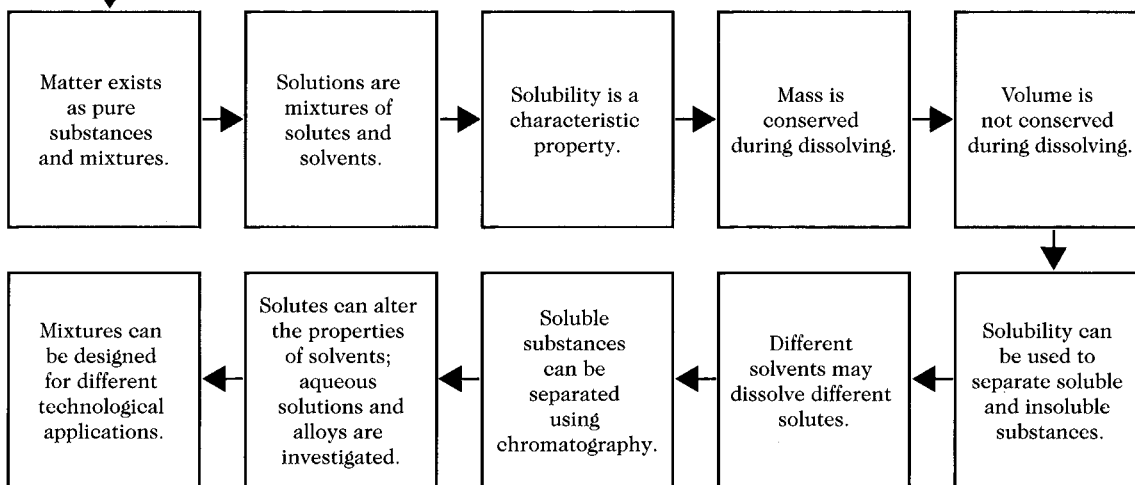 Matter exists
as pure
substances
and mixtures.
Solutions are
mixtures of
solutes and
solvents.
Solubility is a
characteristic
property.
Mass is
conserved
during dissolving.
Volume is
not conserved
during dissolving.
Solubility can
be used to
separate soluble
and insoluble
substances.
Different
solvents may
dissolve different
solutes.
Soluble
substances
can be
separated
using
chromatography.
Solutes can alter
the properties
of solvents;
aqueous
solutions and
alloys are
investigated.
Mixtures can
be designed
for different
technological
applications.